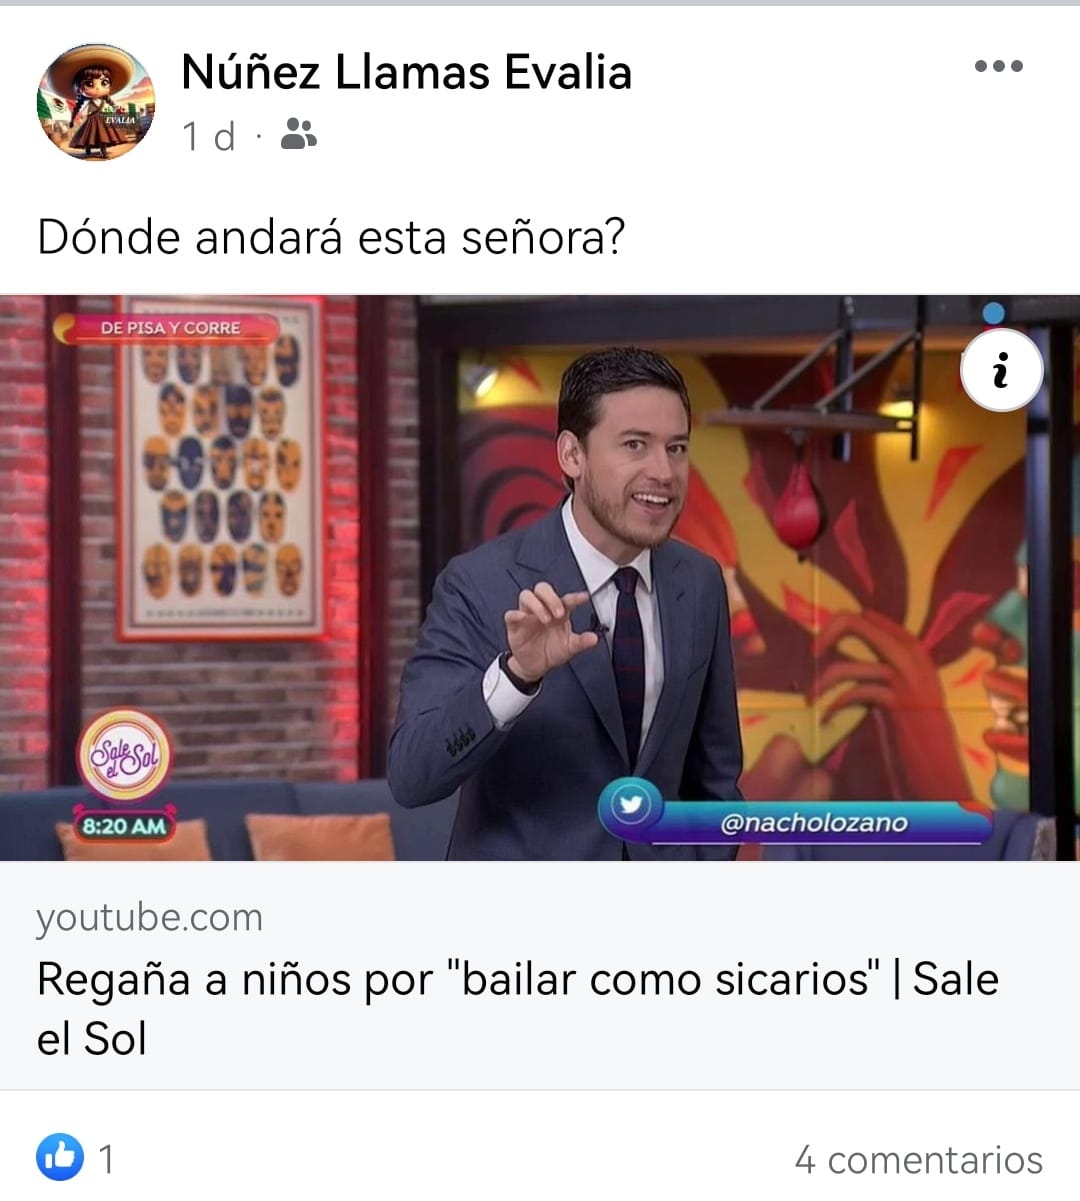 Núñez Llamas Evalia
EVALIA
1 d ·
Dónde andará esta señora?
DE PISA Y CORRE
i
Sale
el Sol
8:20 AM
@nacholozano
youtube.com
Regaña a niños por "bailar como sicarios" | Sale
el Sol
1
4 comentarios